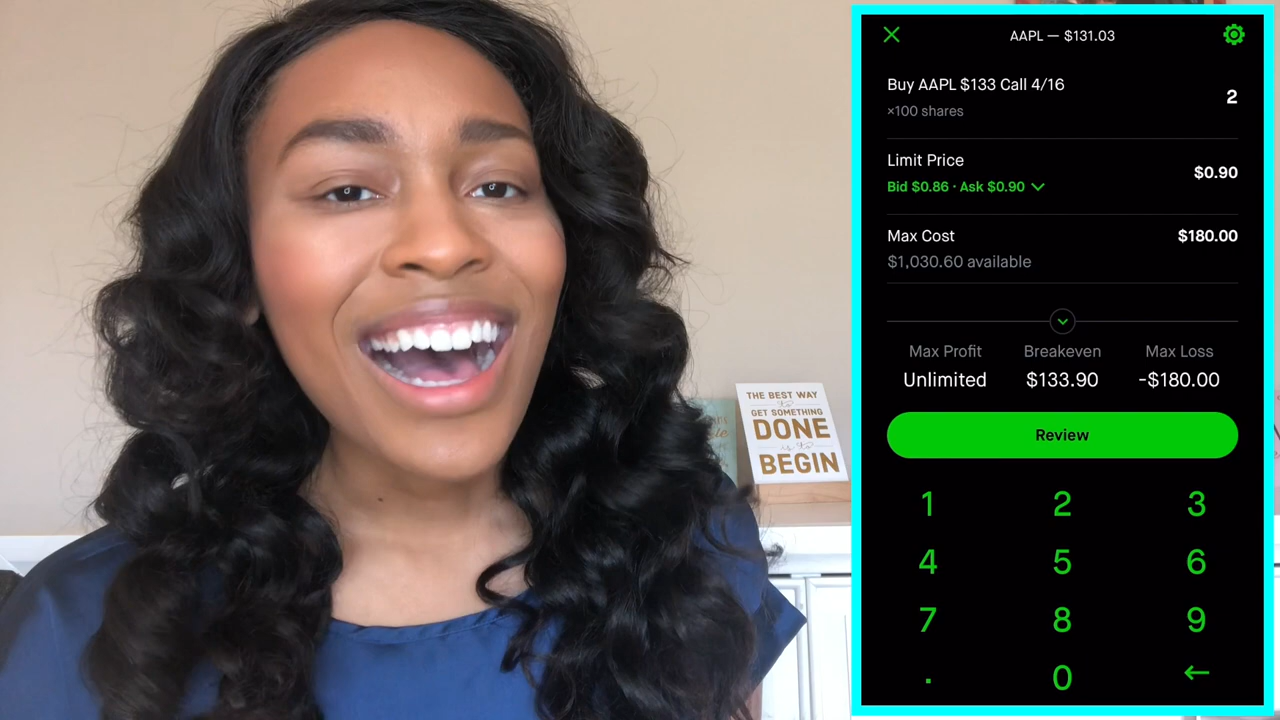 AAPL — $131.03
Buy AAPL $133 Call 4/16
2
×100 shares
Limit Price
$0.90
Bid $0.86 · Ask $0.90
Max Cost
$180.00
$1,030.60 available
Max Profit
Breakeven
Max Loss
Unlimited
$133.90
-$180.00
Review
1 2 3
4 5 6
7 8 9
. 0
THE BEST WAY
to
GET SOMETHING
DONE
is to
BEGIN